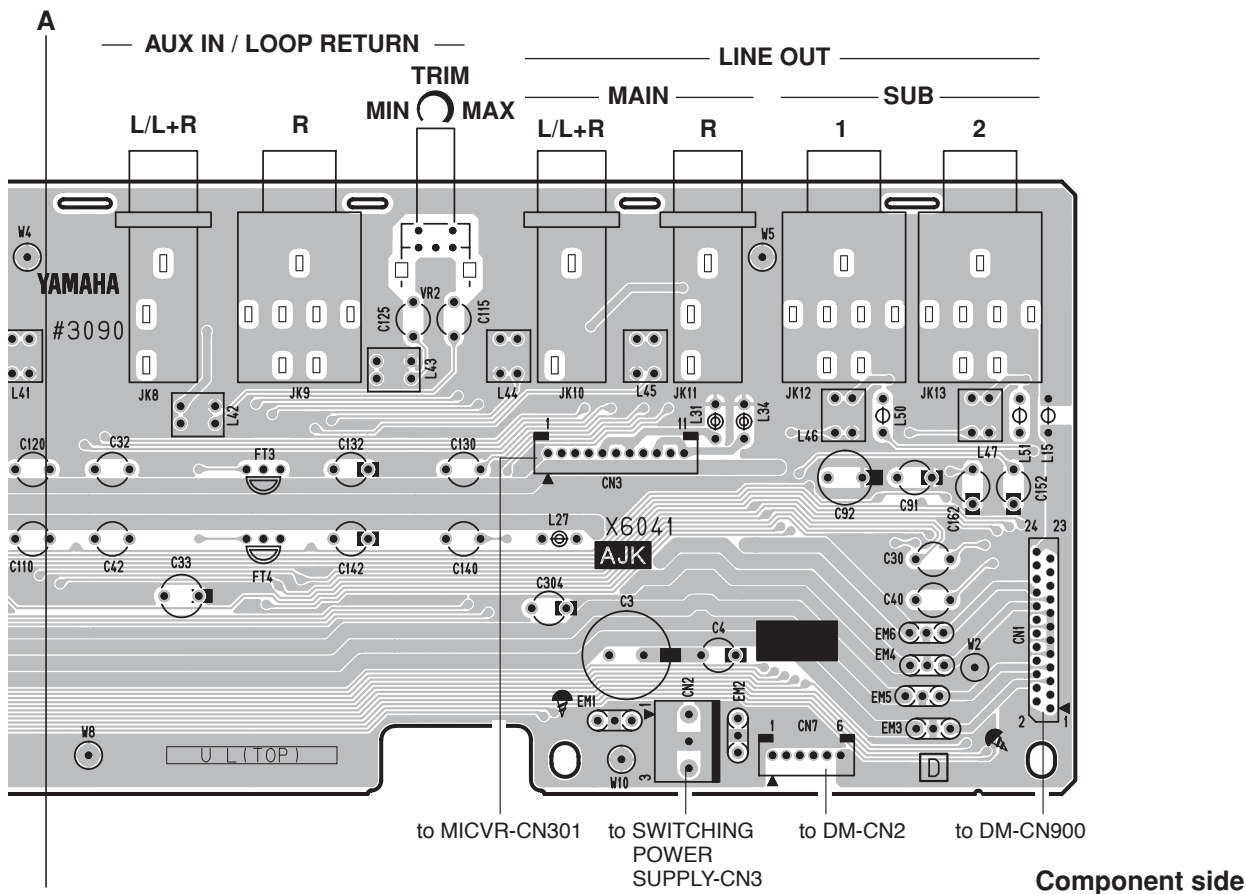 A
AUX IN / LOOP RETURN
LINE OUT
TRIM
MAIN
SUB
MIN
MAX
L/L+R
R
L/L+R
R
1
2
W4
W5
YAMAHA
#3090
VR2
C125
C115
L43
L41
JK8
L42
JK9
L44
JK10
L45
JK11
L31
L34
JK12
L46
L50
JK13
L47
L51
L15
C120
C32
FT3
C132
C130
1
11
CN3
C92
C91
C162
C152
L27
X6041
AJK
24
23
C110
C42
FT4
C142
C140
C33
C304
C3
C4
C30
C40
EM6
EM4
W2
EM5
EM3
CN1
2
1
EM1
1
CN2
3
EM2
1
CN7
6
W8
U L(TOP)
W10
D
to MICVR-CN301
to SWITCHING
POWER
SUPPLY-CN3
to DM-CN2
to DM-CN900
Component side